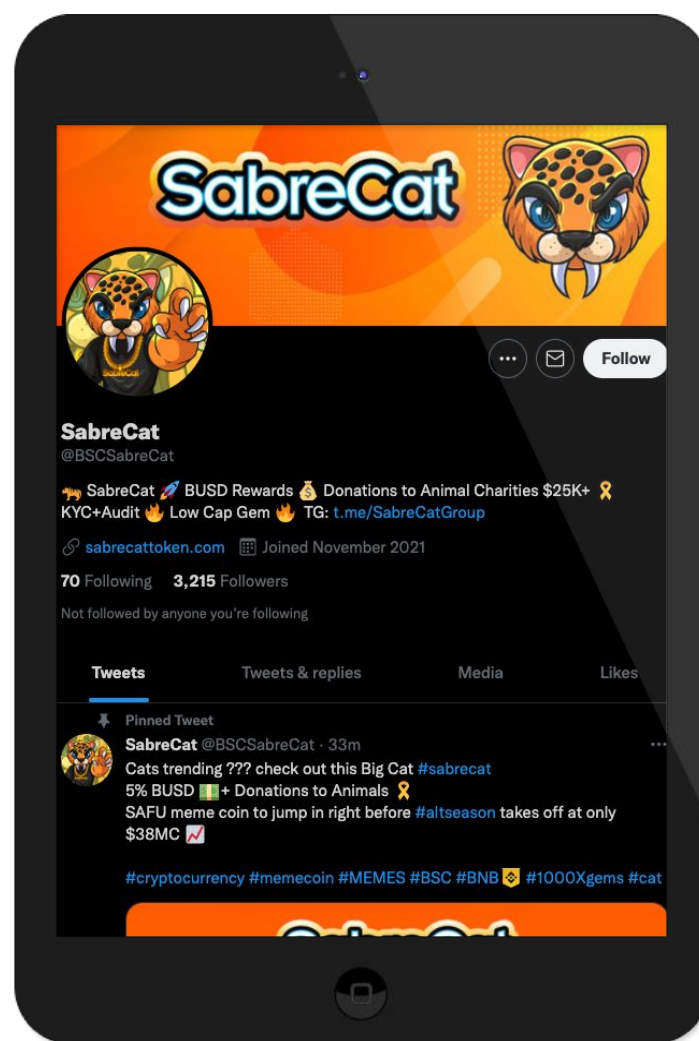 SabreCat
SabreCat
Follow
SabreCat
@BSCSabreCat
🐅 SabreCat 🚀 BUSD Rewards 💰 Donations to Animal Charities $25K+ 🎗
KYC+Audit 🔥 Low Cap Gem 🔥 TG: t.me/SabreCatGroup
sabrecattoken.com Joined November 2021
70 Following 3,215 Followers
Not followed by anyone you're following
Tweets Tweets & replies Media Likes
Pinned Tweet
SabreCat @BSCSabreCat · 33m
Cats trending ??? check out this Big Cat #sabrecat
5% BUSD 💵+ Donations to Animals 🎗
SAFU meme coin to jump in right before #altseason takes off at only
$38MC 📈
#cryptocurrency #memecoin #MEMES #BSC #BNB #1000Xgems #cat
SabreCat